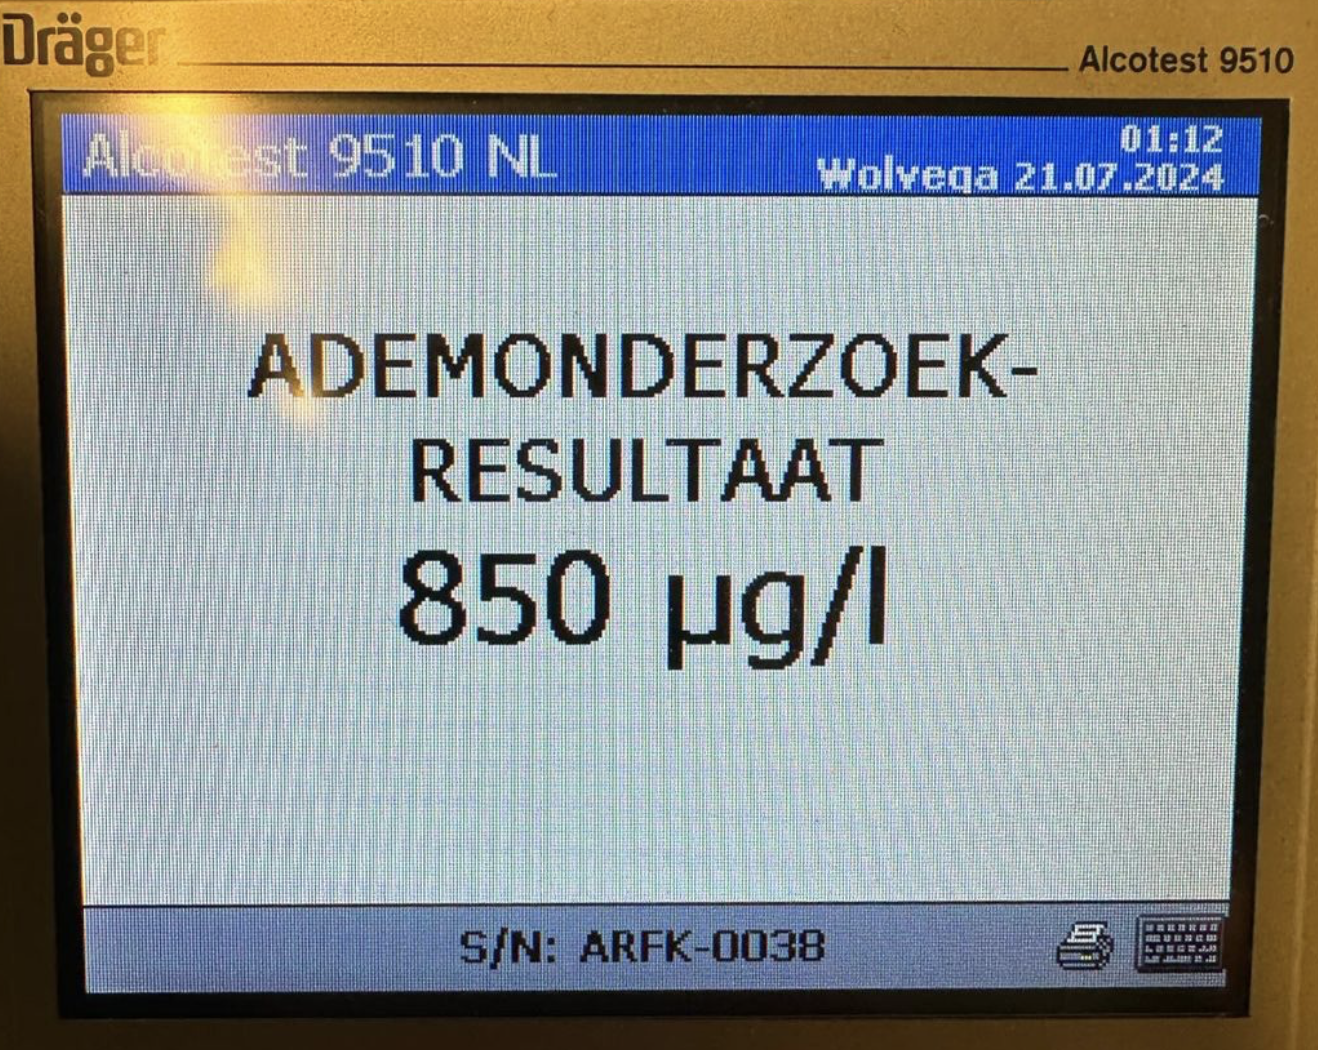 Dräger
Alcotest 9510
Alcotest 9510 NL
01:12
Wolvega 21.07.2024
ADEMONDERZOEK-
RESULTAAT
850 µg/l
S/N: ARFK-0038